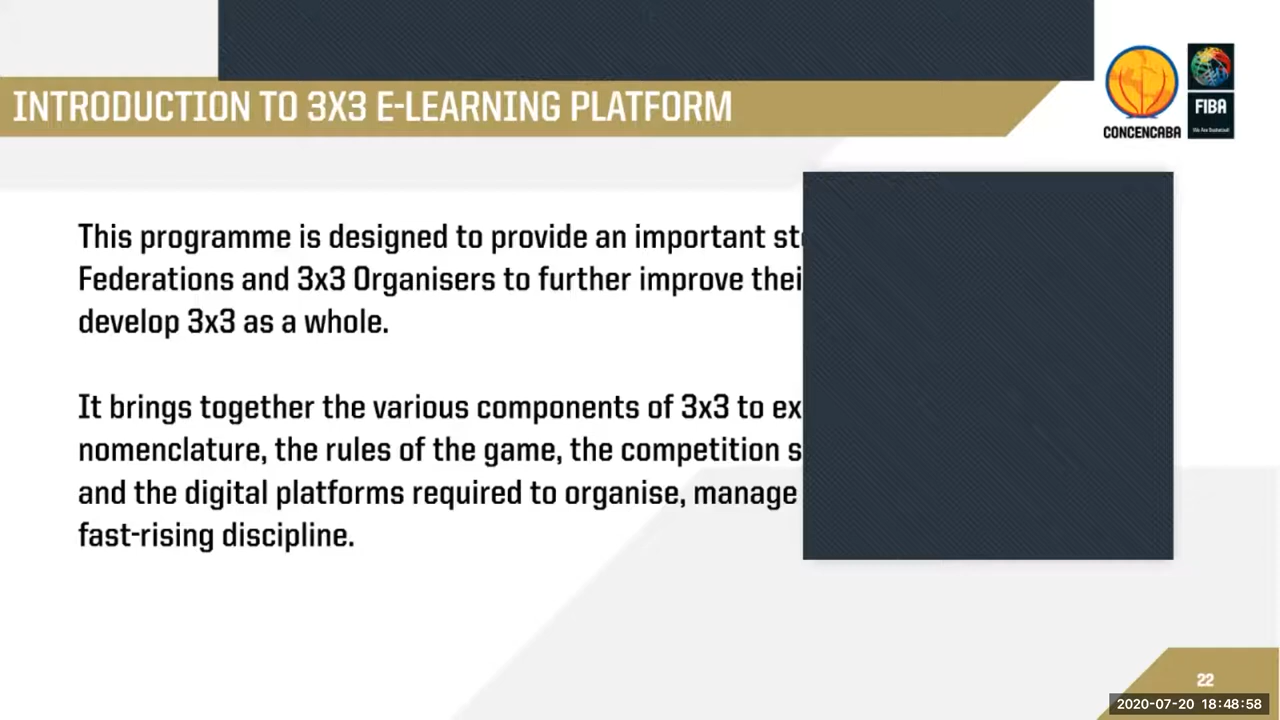 INTRODUCTION TO 3X3 E-LEARNING PLATFORM
CONCENCABA
FIBA
We Are Basketball
This programme is designed to provide an important
Federations and 3x3 Organisers to further improve
develop 3x3 as a whole.
It brings together the various components of 3x3 to
nomenclature, the rules of the game, the competition
and the digital platforms required to organise, manage
fast-rising discipline.
22
2020-07-20 18:48:58